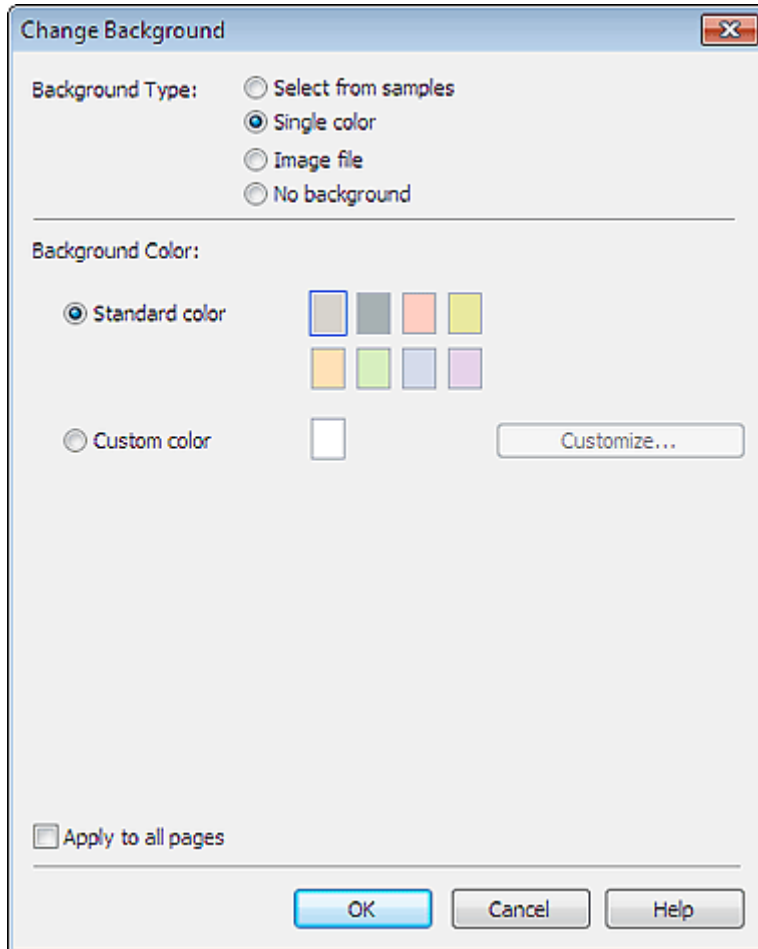 Change Background
Background Type:
Select from samples
Single color
Image file
No background
Background Color:
Standard color
Custom color
Customize...
Apply to all pages
OK
Cancel
Help